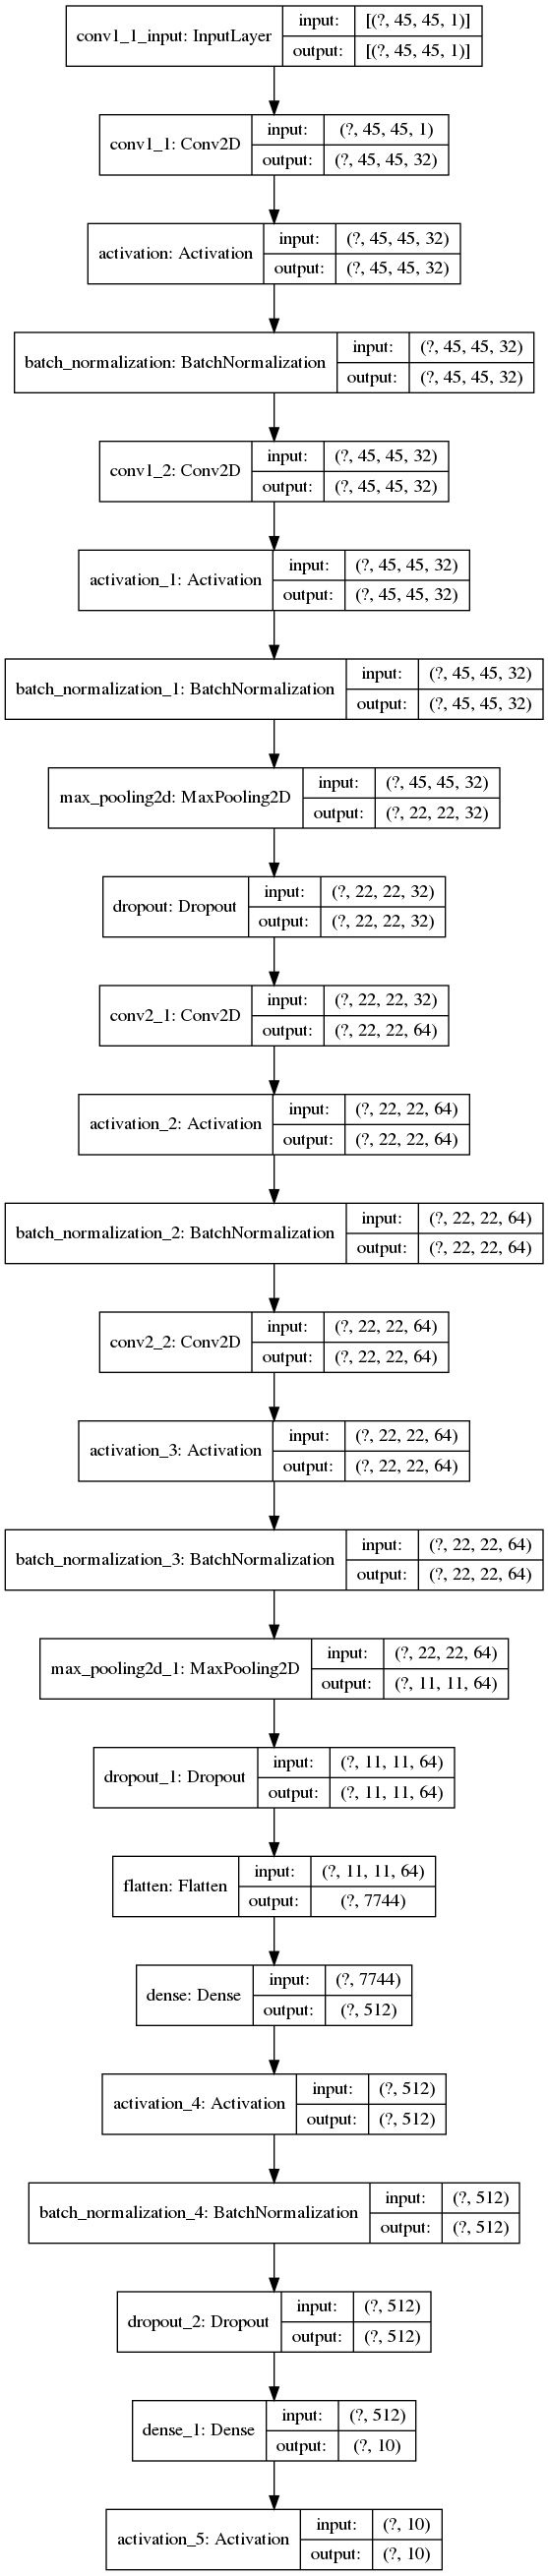 conv1_1_input: InputLayer
input: [(?, 45, 45, 1)]
output: [(?, 45, 45, 1)]
conv1_1: Conv2D
input: (?, 45, 45, 1)
output: (?, 45, 45, 32)
activation: Activation
input: (?, 45, 45, 32)
output: (?, 45, 45, 32)
batch_normalization: BatchNormalization
input: (?, 45, 45, 32)
output: (?, 45, 45, 32)
conv1_2: Conv2D
input: (?, 45, 45, 32)
output: (?, 45, 45, 32)
activation_1: Activation
input: (?, 45, 45, 32)
output: (?, 45, 45, 32)
batch_normalization_1: BatchNormalization
input: (?, 45, 45, 32)
output: (?, 45, 45, 32)
max_pooling2d: MaxPooling2D
input: (?, 45, 45, 32)
output: (?, 22, 22, 32)
dropout: Dropout
input: (?, 22, 22, 32)
output: (?, 22, 22, 32)
conv2_1: Conv2D
input: (?, 22, 22, 32)
output: (?, 22, 22, 64)
activation_2: Activation
input: (?, 22, 22, 64)
output: (?, 22, 22, 64)
batch_normalization_2: BatchNormalization
input: (?, 22, 22, 64)
output: (?, 22, 22, 64)
conv2_2: Conv2D
input: (?, 22, 22, 64)
output: (?, 22, 22, 64)
activation_3: Activation
input: (?, 22, 22, 64)
output: (?, 22, 22, 64)
batch_normalization_3: BatchNormalization
input: (?, 22, 22, 64)
output: (?, 22, 22, 64)
max_pooling2d_1: MaxPooling2D
input: (?, 22, 22, 64)
output: (?, 11, 11, 64)
dropout_1: Dropout
input: (?, 11, 11, 64)
output: (?, 11, 11, 64)
flatten: Flatten
input: (?, 11, 11, 64)
output: (?, 7744)
dense: Dense
input: (?, 7744)
output: (?, 512)
activation_4: Activation
input: (?, 512)
output: (?, 512)
batch_normalization_4: BatchNormalization
input: (?, 512)
output: (?, 512)
dropout_2: Dropout
input: (?, 512)
output: (?, 512)
dense_1: Dense
input: (?, 512)
output: (?, 10)
activation_5: Activation
input: (?, 10)
output: (?, 10)